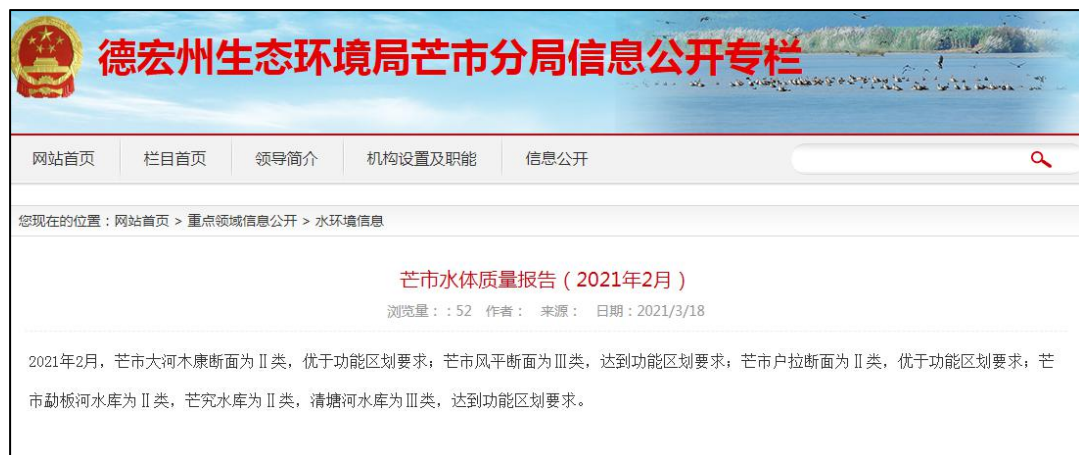 德宏州生态环境局芒市分局信息公开专栏
网站首页 栏目首页 领导简介 机构设置及职能 信息公开
您现在的位置：网站首页 > 重点领域信息公开 > 水环境信息
芒市水体质量报告（2021年2月）
浏览量：：52 作者： 来源： 日期：2021/3/18
2021年2月，芒市大河木康断面为Ⅱ类，优于功能区划要求；芒市风平断面为Ⅲ类，达到功能区划要求；芒市户拉断面为Ⅱ类，优于功能区划要求；芒
市勐板河水库为Ⅱ类，芒究水库为Ⅱ类，清塘河水库为Ⅲ类，达到功能区划要求。